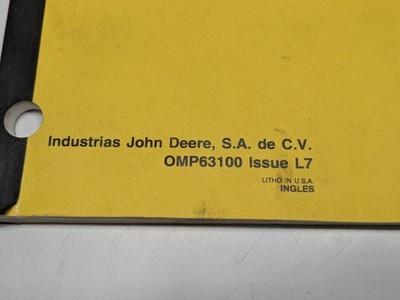 Industrias John Deere, S.A. de C.V.
OMP63100 Issue L7
LITHO IN U.S.A.
INGLES